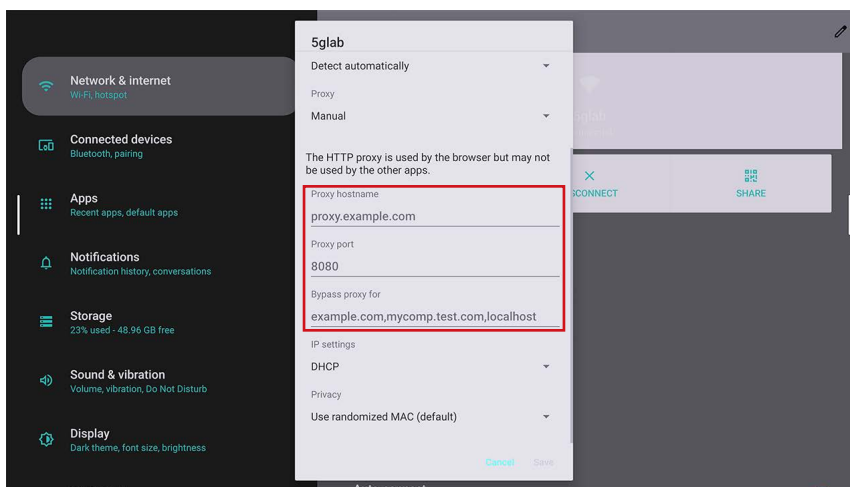 Network & internet
Wi-Fi, hotspot
Connected devices
Bluetooth, pairing
Apps
Recent apps, default apps
Notifications
Notification history, conversations
Storage
23% used - 48.96 GB free
Sound & vibration
Volume, vibration, Do Not Disturb
Display
Dark theme, font size, brightness
5glab
Detect automatically
Proxy
Manual
The HTTP proxy is used by the browser but may not
be used by the other apps.
Proxy hostname
proxy.example.com
Proxy port
8080
Bypass proxy for
example.com,mycomp.test.com,localhost
IP settings
DHCP
Privacy
Use randomized MAC (default)
Cancel
Save
5glab
SHARE